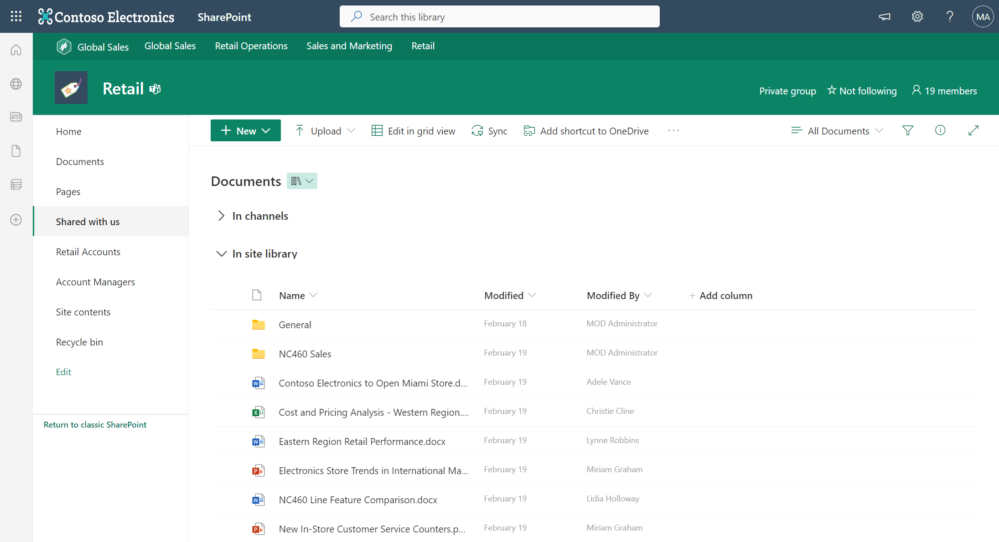 Contoso Electronics SharePoint Search this library MA
Global Sales Global Sales Retail Operations Sales and Marketing Retail
Retail Private group Not following 19 members
Home
Documents
Pages
Shared with us
Retail Accounts
Account Managers
Site contents
Recycle bin
Edit
Return to classic SharePoint
New Upload Edit in grid view Sync Add shortcut to OneDrive ... All Documents
Documents
In channels
In site library
Name Modified Modified By + Add column
General February 18 MOD Administrator
NC460 Sales February 19 MOD Administrator
Contoso Electronics to Open Miami Store.d... February 19 Adele Vance
Cost and Pricing Analysis - Western Region.... February 19 Christie Cline
Eastern Region Retail Performance.docx February 19 Lynne Robbins
Electronics Store Trends in International Ma... February 19 Miriam Graham
NC460 Line Feature Comparison.docx February 19 Lidia Holloway
New In-Store Customer Service Counters.p... February 19 Miriam Graham